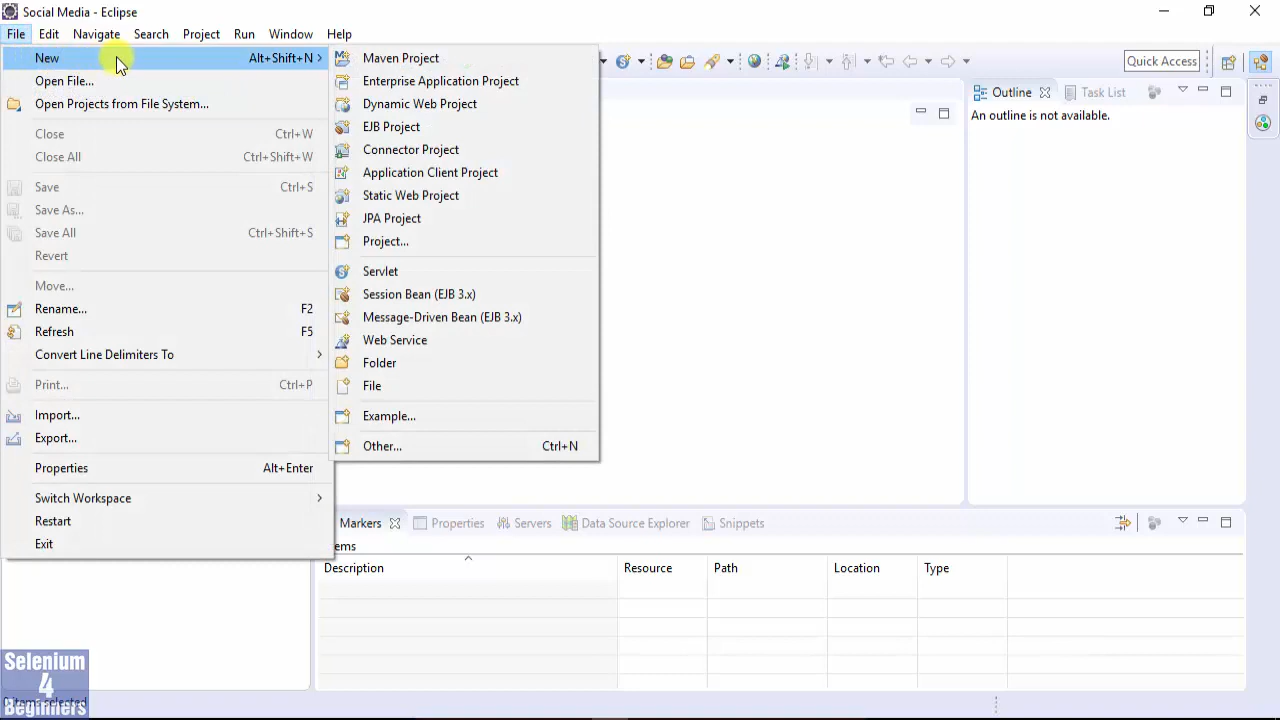 Social Media - Eclipse
File Edit Navigate Search Project Run Window Help
New Alt+Shift+N
Open File...
Open Projects from File System...
Close Ctrl+W
Close All Ctrl+Shift+W
Save Ctrl+S
Save As...
Save All Ctrl+Shift+S
Revert
Move...
Rename... F2
Refresh F5
Convert Line Delimiters To
Print... Ctrl+P
Import...
Export...
Properties Alt+Enter
Switch Workspace
Restart
Exit
Maven Project
Enterprise Application Project
Dynamic Web Project
EJB Project
Connector Project
Application Client Project
Static Web Project
JPA Project
Project...
Servlet
Session Bean (EJB 3.x)
Message-Driven Bean (EJB 3.x)
Web Service
Folder
File
Example...
Other... Ctrl+N
Quick Access
Outline Task List
An outline is not available.
Markers Properties Servers Data Source Explorer Snippets
Description Resource Path Location Type
Selenium
4
Beginners